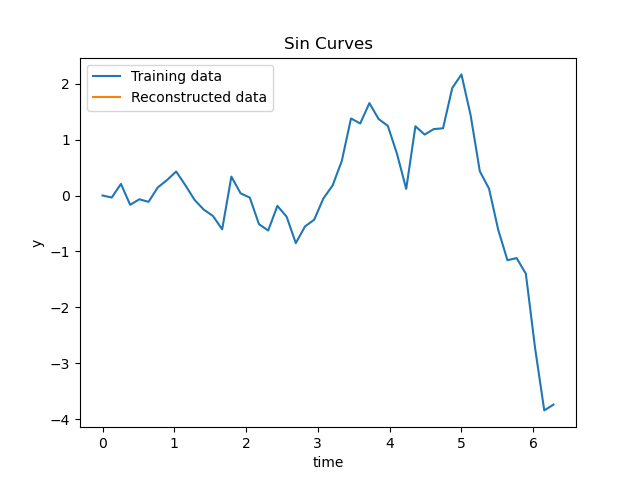 Sin Curves
Training data
Reconstructed data
2
1
0
−1
−2
−3
−4
y
0 1 2 3 4 5 6
time